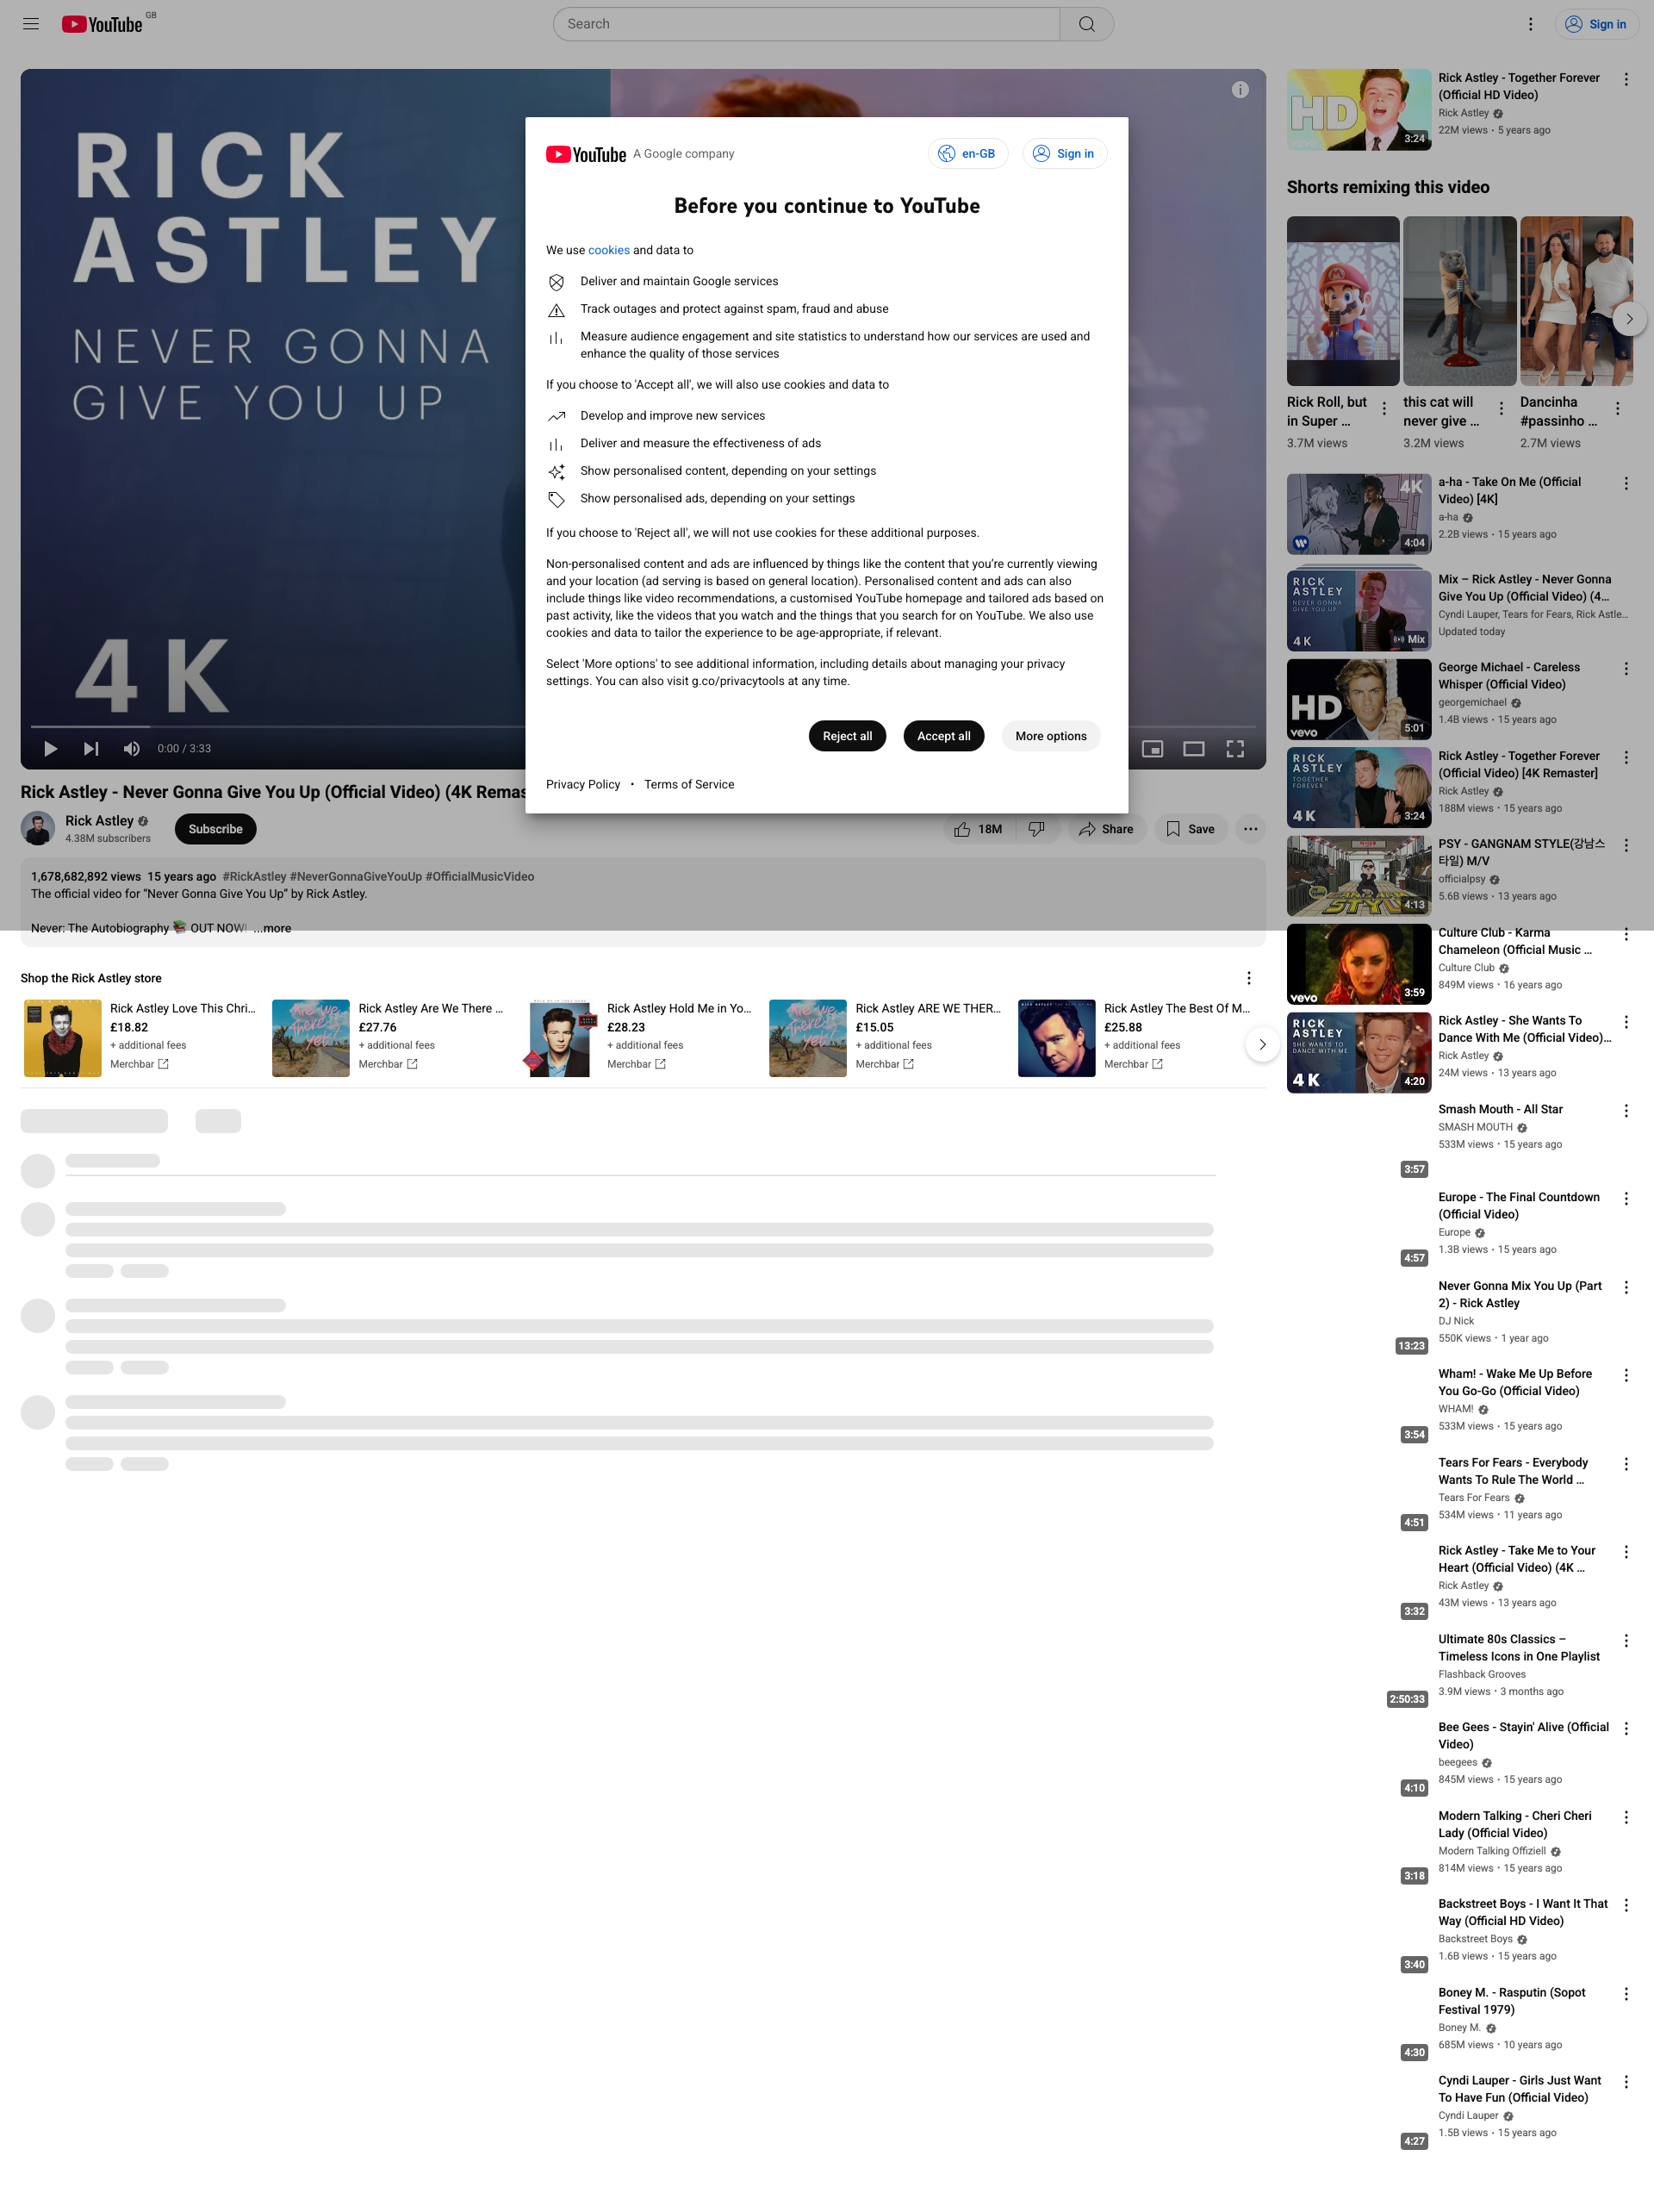 YouTube GB
Search
Sign in
RICK
ASTLEY
NEVER GONNA
GIVE YOU UP
4K
0:00 / 3:33
YouTube A Google company
en-GB
Sign in
Before you continue to YouTube
We use cookies and data to
Deliver and maintain Google services
Track outages and protect against spam, fraud and abuse
Measure audience engagement and site statistics to understand how our services are used and
enhance the quality of those services
If you choose to 'Accept all', we will also use cookies and data to
Develop and improve new services
Deliver and measure the effectiveness of ads
Show personalised content, depending on your settings
Show personalised ads, depending on your settings
If you choose to 'Reject all', we will not use cookies for these additional purposes.
Non-personalised content and ads are influenced by things like the content that you’re currently viewing
and your location (ad serving is based on general location). Personalised content and ads can also
include things like video recommendations, a customised YouTube homepage and tailored ads based on
past activity, like the videos that you watch and the things that you search for on YouTube. We also use
cookies and data to tailor the experience to be age-appropriate, if relevant.
Select 'More options' to see additional information, including details about managing your privacy
settings. You can also visit g.co/privacytools at any time.
Reject all
Accept all
More options
Privacy Policy • Terms of Service
Rick Astley - Never Gonna Give You Up (Official Video) (4K Remas
Rick Astley
4.38M subscribers
Subscribe
18M
Share
Save
1,678,682,892 views 15 years ago #RickAstley #NeverGonnaGiveYouUp #OfficialMusicVideo
The official video for “Never Gonna Give You Up” by Rick Astley.
Never: The Autobiography 📚 OUT NOW! ...more
Shop the Rick Astley store
Rick Astley Love This Chri...
£18.82
+ additional fees
Merchbar
Rick Astley Are We There ...
£27.76
+ additional fees
Merchbar
Rick Astley Hold Me in Yo...
£28.23
+ additional fees
Merchbar
Rick Astley ARE WE THER...
£15.05
+ additional fees
Merchbar
Rick Astley The Best Of M...
£25.88
+ additional fees
Merchbar
HD
3:24
Rick Astley - Together Forever
(Official HD Video)
Rick Astley
22M views • 5 years ago
Shorts remixing this video
Rick Roll, but
in Super ...
3.7M views
this cat will
never give ...
3.2M views
Dancinha
#passinho ...
2.7M views
4K
4:04
a-ha - Take On Me (Official
Video) [4K]
a-ha
2.2B views • 15 years ago
RICK
ASTLEY
NEVER GONNA
GIVE YOU UP
4K
Mix
Mix – Rick Astley - Never Gonna
Give You Up (Official Video) (4...
Cyndi Lauper, Tears for Fears, Rick Astle...
Updated today
HD
vevo
5:01
George Michael - Careless
Whisper (Official Video)
georgemichael
1.4B views • 15 years ago
RICK
ASTLEY
TOGETHER
FOREVER
4K
3:24
Rick Astley - Together Forever
(Official Video) [4K Remaster]
Rick Astley
188M views • 15 years ago
STYLE
4:13
PSY - GANGNAM STYLE(강남스
타일) M/V
officialpsy
5.6B views • 13 years ago
vevo
3:59
Culture Club - Karma
Chameleon (Official Music ...
Culture Club
849M views • 16 years ago
RICK
ASTLEY
SHE WANTS TO
DANCE WITH ME
4K
4:20
Rick Astley - She Wants To
Dance With Me (Official Video)...
Rick Astley
24M views • 13 years ago
3:57
Smash Mouth - All Star
SMASH MOUTH
533M views • 15 years ago
4:57
Europe - The Final Countdown
(Official Video)
Europe
1.3B views • 15 years ago
13:23
Never Gonna Mix You Up (Part
2) - Rick Astley
DJ Nick
550K views • 1 year ago
3:54
Wham! - Wake Me Up Before
You Go-Go (Official Video)
WHAM!
533M views • 15 years ago
4:51
Tears For Fears - Everybody
Wants To Rule The World ...
Tears For Fears
534M views • 11 years ago
3:32
Rick Astley - Take Me to Your
Heart (Official Video) (4K ...
Rick Astley
43M views • 13 years ago
2:50:33
Ultimate 80s Classics –
Timeless Icons in One Playlist
Flashback Grooves
3.9M views • 3 months ago
4:10
Bee Gees - Stayin' Alive (Official
Video)
beegees
845M views • 15 years ago
3:18
Modern Talking - Cheri Cheri
Lady (Official Video)
Modern Talking Offiziell
814M views • 15 years ago
3:40
Backstreet Boys - I Want It That
Way (Official HD Video)
Backstreet Boys
1.6B views • 15 years ago
4:30
Boney M. - Rasputin (Sopot
Festival 1979)
Boney M.
685M views • 10 years ago
4:27
Cyndi Lauper - Girls Just Want
To Have Fun (Official Video)
Cyndi Lauper
1.5B views • 15 years ago